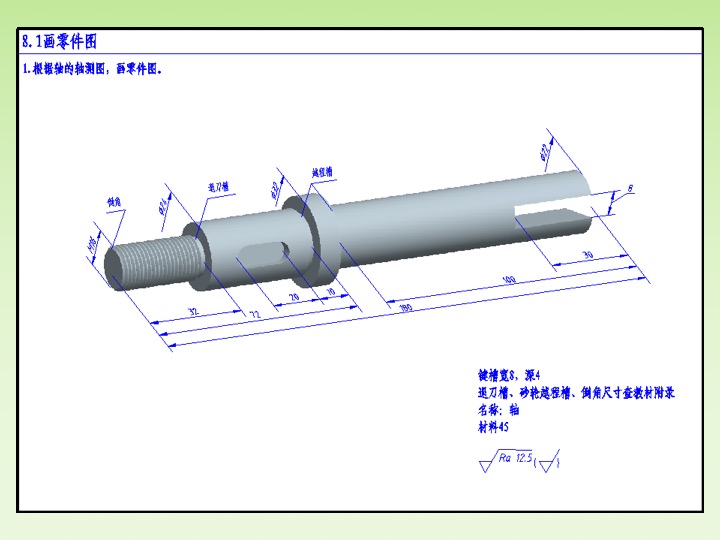 8.1画零件图
1.根据轴的轴测图，画零件图。
越程槽
退刀槽
倒角
M16
Ø24
Ø32
Ø22
8
30
100
10
20
32
72
180
键槽宽8，深4
退刀槽、砂轮越程槽、倒角尺寸查教材附录
名称：轴
材料45
Ra 12.5 ( )